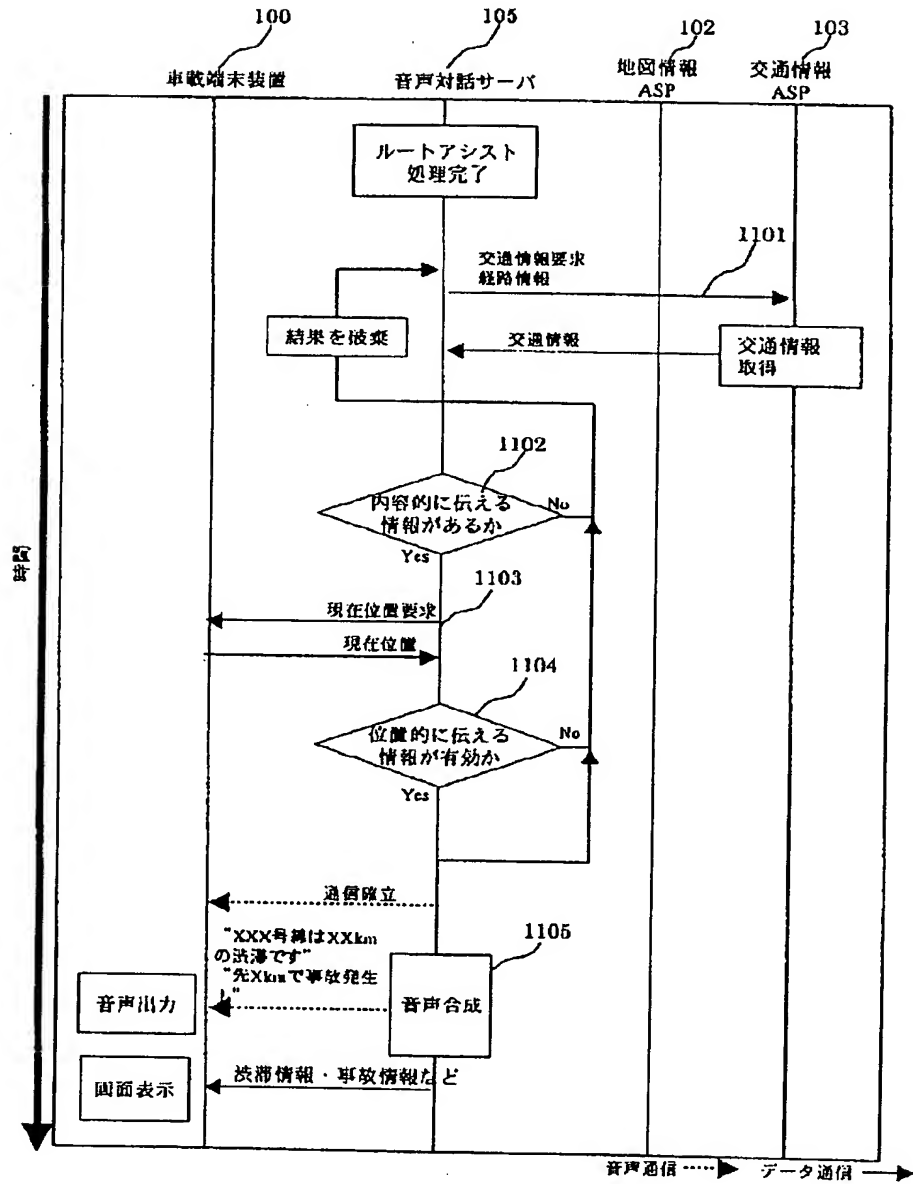 100
105
102
103
車載端末装置
音声対話サーバ
地図情報
ASP
交通情報
ASP
ルートアシスト
処理完了
1101
交通情報要求
経路情報
結果を破棄
交通情報
交通情報
取得
1102
内容的に伝える
情報があるか
No
Yes
時間
1103
現在位置要求
現在位置
1104
位置的に伝える
情報が有効か
No
Yes
通信確立
"XXX号線はXXkm
の渋滞です"
"先Xkmで事故発生
"
1105
音声出力
音声合成
渋滞情報・事故情報など
画面表示
音声通信
データ通信